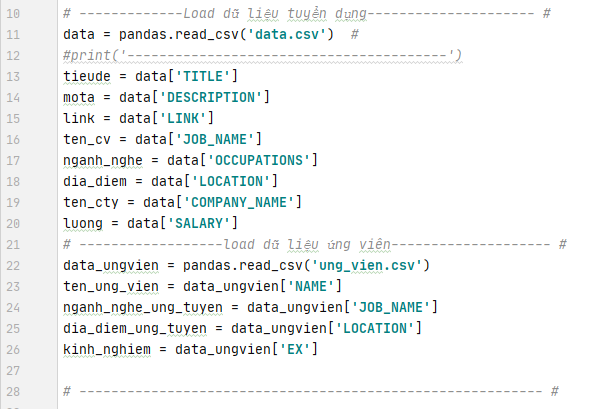 10 # -------------Load dữ liệu tuyển dụng--------------------- #
11 data = pandas.read_csv('data.csv')  #
12 #print('----------------------------------------')
13 tieude = data['TITLE']
14 mota = data['DESCRIPTION']
15 link = data['LINK']
16 ten_cv = data['JOB_NAME']
17 nganh_nghe = data['OCCUPATIONS']
18 dia_diem = data['LOCATION']
19 ten_cty = data['COMPANY_NAME']
20 luong = data['SALARY']
21 # ------------------load dữ liệu ứng viên-------------------- #
22 data_ungvien = pandas.read_csv('ung_vien.csv')
23 ten_ung_vien = data_ungvien['NAME']
24 nganh_nghe_ung_tuyen = data_ungvien['JOB_NAME']
25 dia_diem_ung_tuyen = data_ungvien['LOCATION']
26 kinh_nghiem = data_ungvien['EX']
27
28 # ---------------------------------------------------------- #